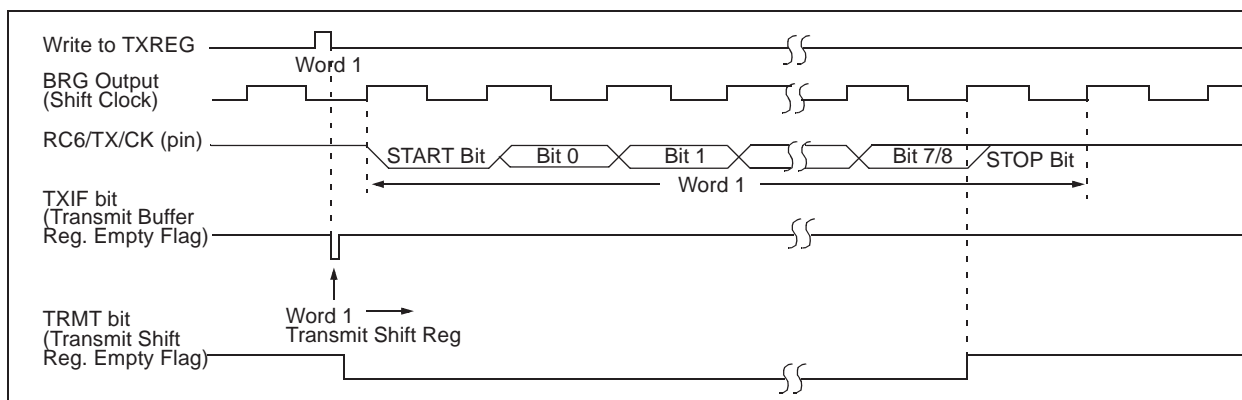 Write to TXREG
Word 1
BRG Output
(Shift Clock)
RC6/TX/CK (pin)
START Bit
Bit 0
Bit 1
Bit 7/8
STOP Bit
Word 1
TXIF bit
(Transmit Buffer
Reg. Empty Flag)
Word 1
Transmit Shift Reg
TRMT bit
(Transmit Shift
Reg. Empty Flag)